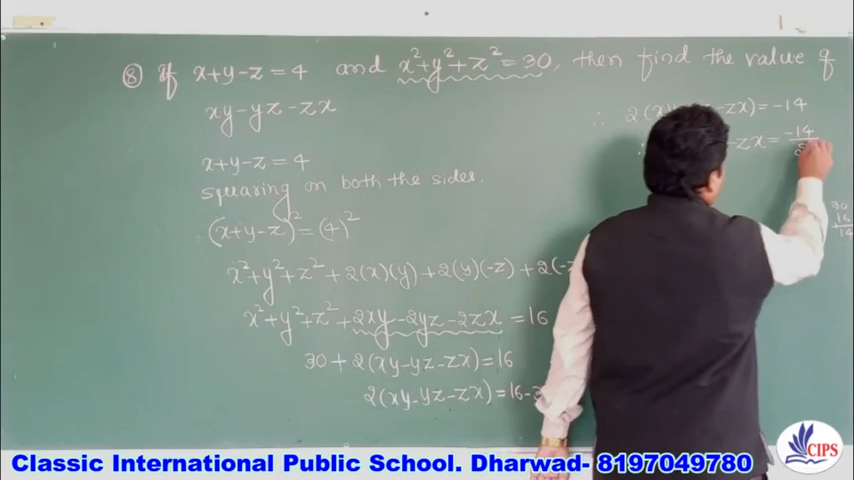 ⑧ If x+y-z=4 and x²+y²+z²=30, then find the value of
xy-yz-zx
x+y-z=4
squaring on both the sides.
(x+y-z)²=(4)²
x²+y²+z²+2(x)(y)+2(y)(-z)+2(-z
x²+y²+z²+2xy-2yz-2zx=16
30+2(xy-yz-zx)=16
2(xy-yz-zx)=16-3
∴ 2(xy -zx)=-14
-zx=-14/2
30
16
14
CIPS
Classic International Public School. Dharwad- 8197049780